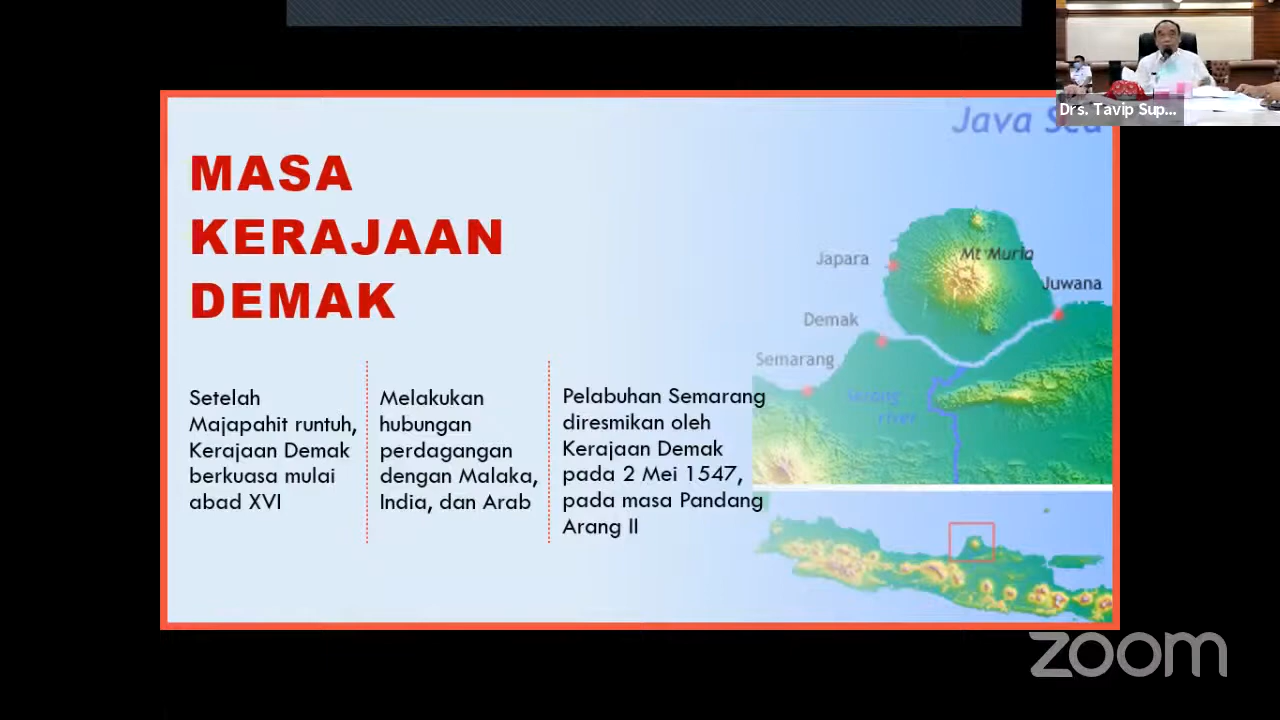 Drs. Tavip Sup...
Java Sea
MASA
KERAJAAN
DEMAK
Mt Muria
Japara
Juwana
Demak
Semarang
Serang
river
Setelah
Majapahit runtuh,
Kerajaan Demak
berkuasa mulai
abad XVI
Melakukan
hubungan
perdagangan
dengan Malaka,
India, dan Arab
Pelabuhan Semarang
diresmikan oleh
Kerajaan Demak
pada 2 Mei 1547,
pada masa Pandang
Arang II
zoom